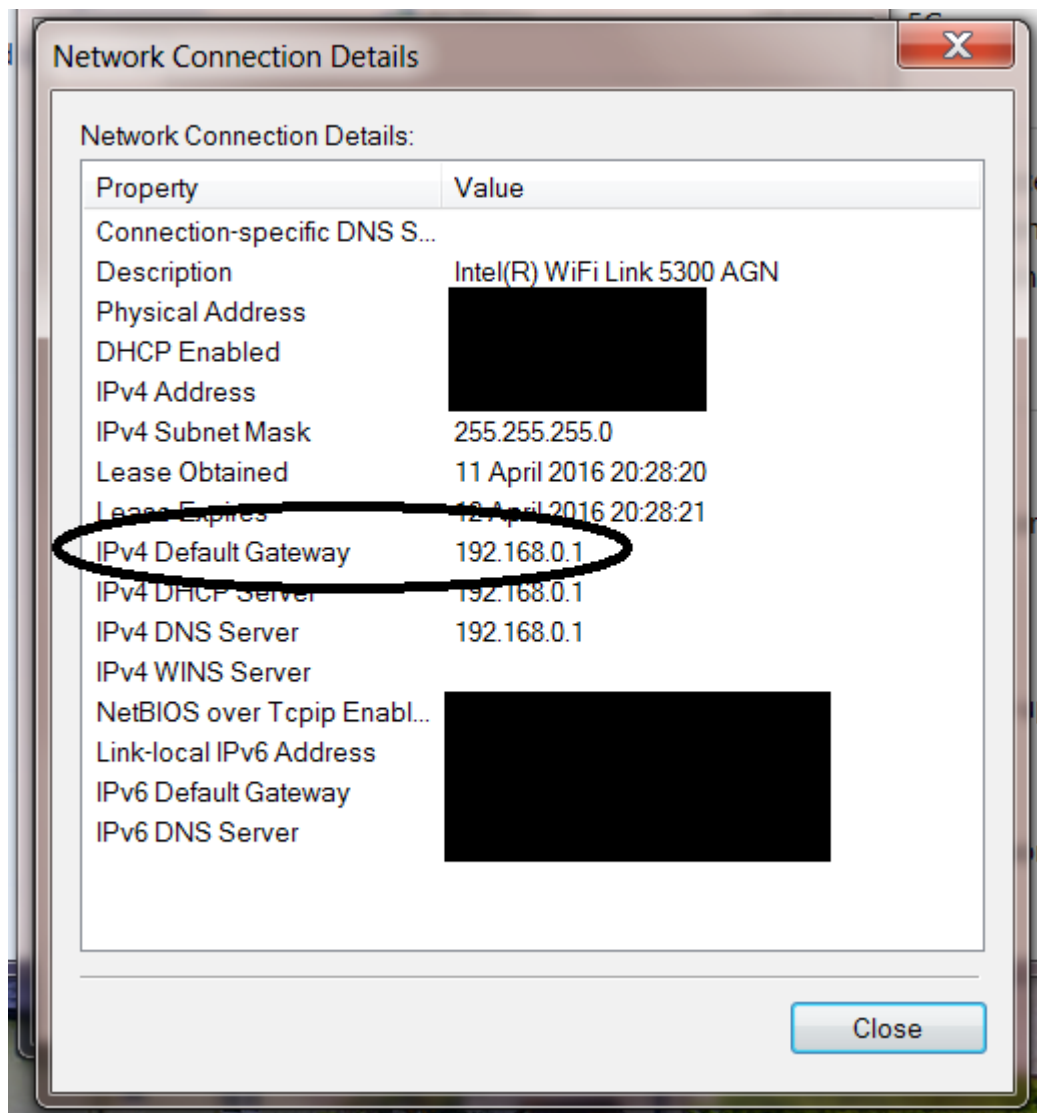 Network Connection Details
Network Connection Details:
Property Value
Connection-specific DNS S...
Description Intel(R) WiFi Link 5300 AGN
Physical Address
DHCP Enabled
IPv4 Address
IPv4 Subnet Mask 255.255.255.0
Lease Obtained 11 April 2016 20:28:20
Lease Expires 12 April 2016 20:28:21
IPv4 Default Gateway 192.168.0.1
IPv4 DHCP Server 192.168.0.1
IPv4 DNS Server 192.168.0.1
IPv4 WINS Server
NetBIOS over Tcpip Enabl...
Link-local IPv6 Address
IPv6 Default Gateway
IPv6 DNS Server
Close